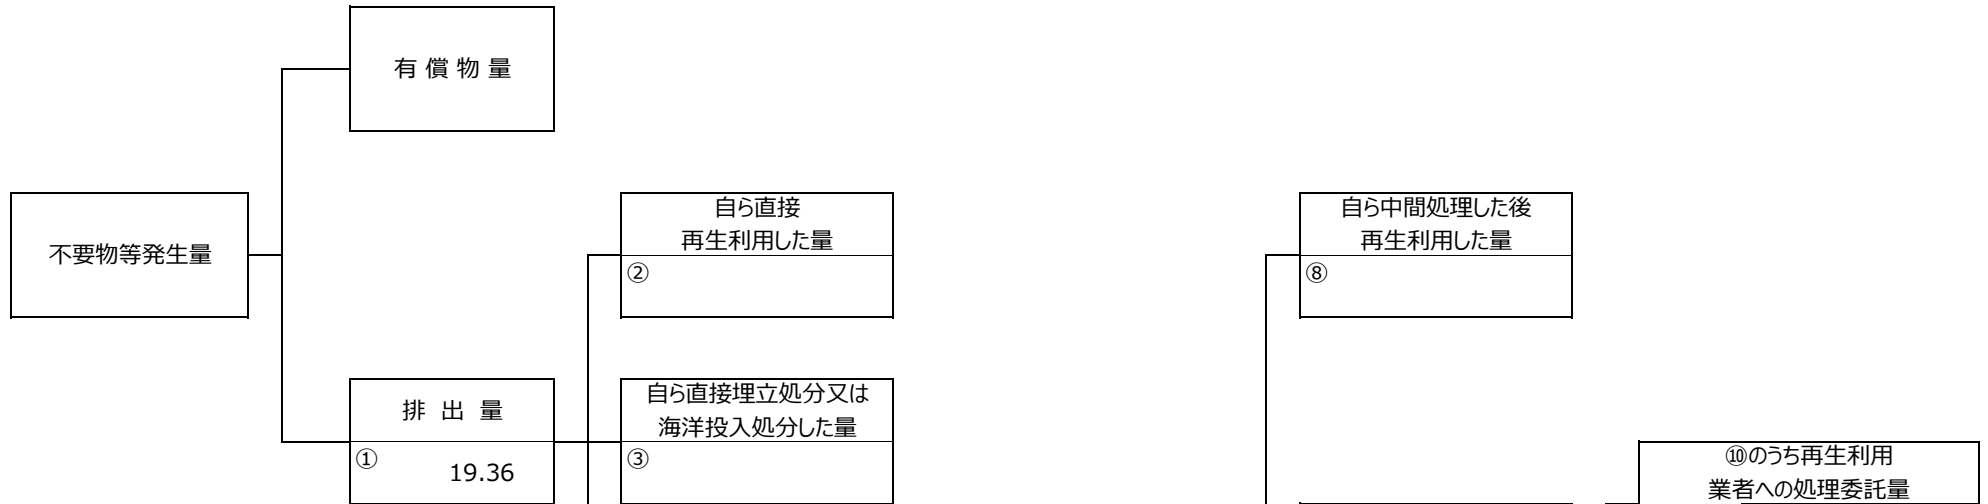 有 償 物 量
不要物等発生量
自ら直接
再生利用した量
②
自ら中間処理した後
再生利用した量
⑧
排 出 量
① 19.36
自ら直接埋立処分又は
海洋投入処分した量
③
⑩のうち再生利用
業者への処理委託量